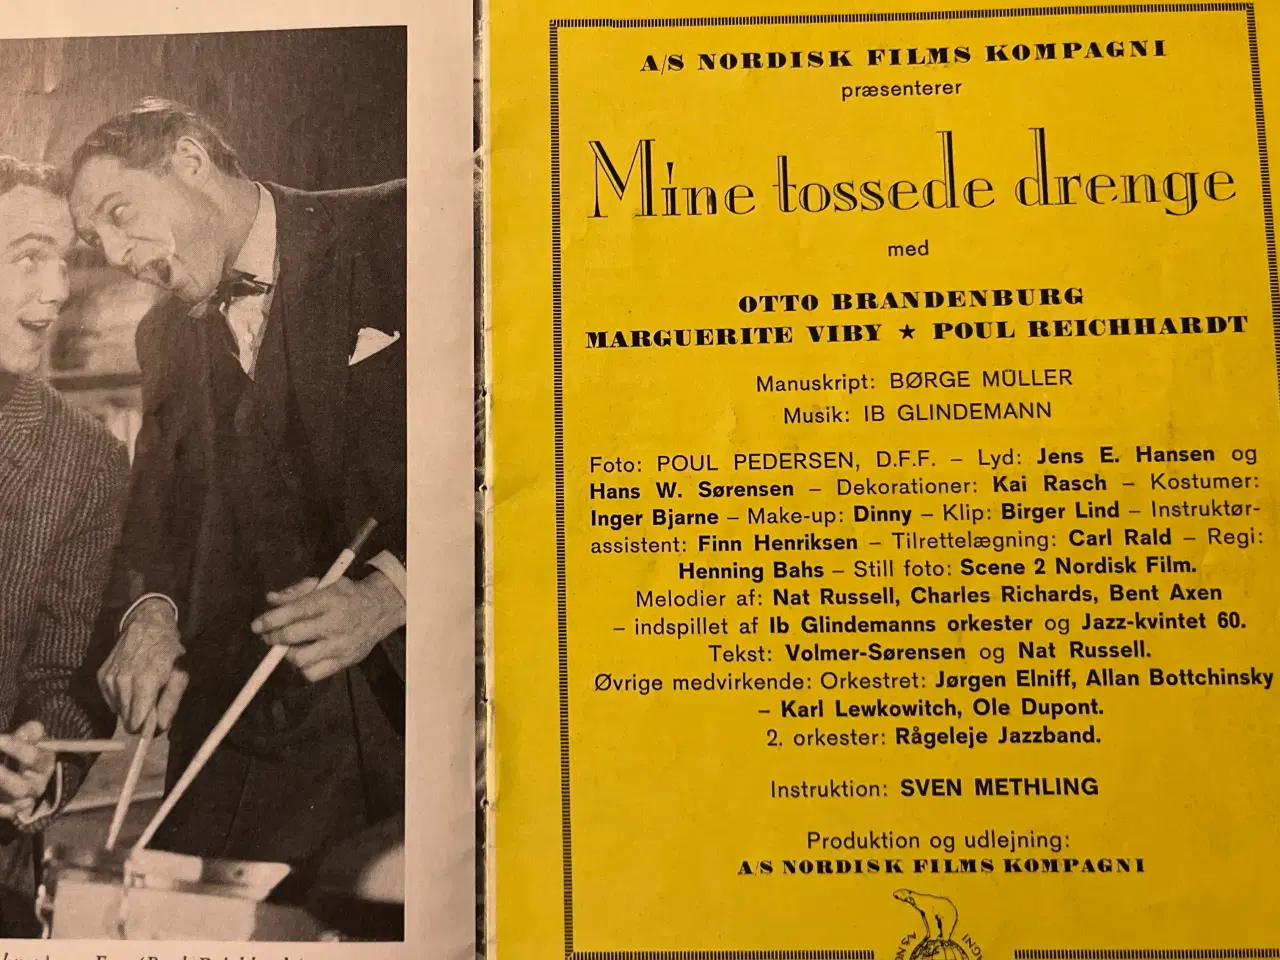 A/S NORDISK FILMS KOMPAGNI
præsenterer
Mine tossede drenge
med
OTTO BRANDENBURG
MARGUERITE VIBY ★ POUL REICHHARDT
Manuskript: BØRGE MÜLLER
Musik: IB GLINDEMANN
Foto: POUL PEDERSEN, D.F.F. – Lyd: Jens E. Hansen og
Hans W. Sørensen – Dekorationer: Kai Rasch – Kostumer:
Inger Bjarne – Make-up: Dinny – Klip: Birger Lind – Instruktør-
assistent: Finn Henriksen – Tilrettelægning: Carl Rald – Regi:
Henning Bahs – Still foto: Scene 2 Nordisk Film.
Melodier af: Nat Russell, Charles Richards, Bent Axen
– indspillet af Ib Glindemanns orkester og Jazz-kvintet 60.
Tekst: Volmer-Sørensen og Nat Russell.
Øvrige medvirkende: Orkestret: Jørgen Elniff, Allan Bottchinsky
– Karl Lewkowitch, Ole Dupont.
2. orkester: Rågeleje Jazzband.
Instruktion: SVEN METHLING
Produktion og udlejning:
A/S NORDISK FILMS KOMPAGNI